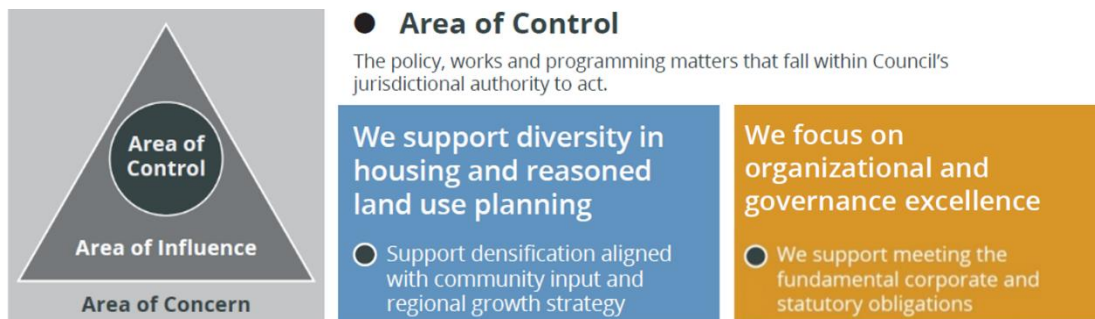 Area of
Control
Area of Influence
Area of Concern
● Area of Control
The policy, works and programming matters that fall within Council’s
jurisdictional authority to act.
We support diversity in
housing and reasoned
land use planning
Support densification aligned
with community input and
regional growth strategy
We focus on
organizational and
governance excellence
We support meeting the
fundamental corporate and
statutory obligations